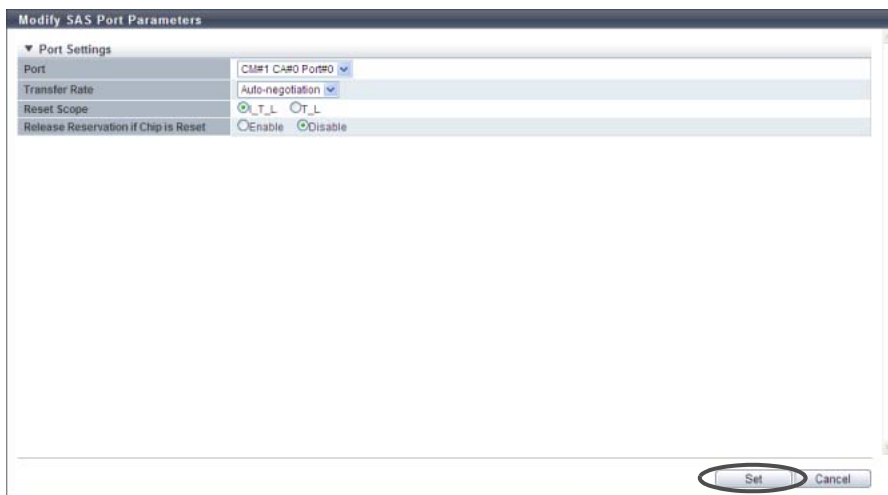 Modify SAS Port Parameters
▼ Port Settings
Port CM#1 CA#0 Port#0
Transfer Rate Auto-negotiation
Reset Scope I_T_L T_L
Release Reservation if Chip is Reset Enable Disable
Set Cancel